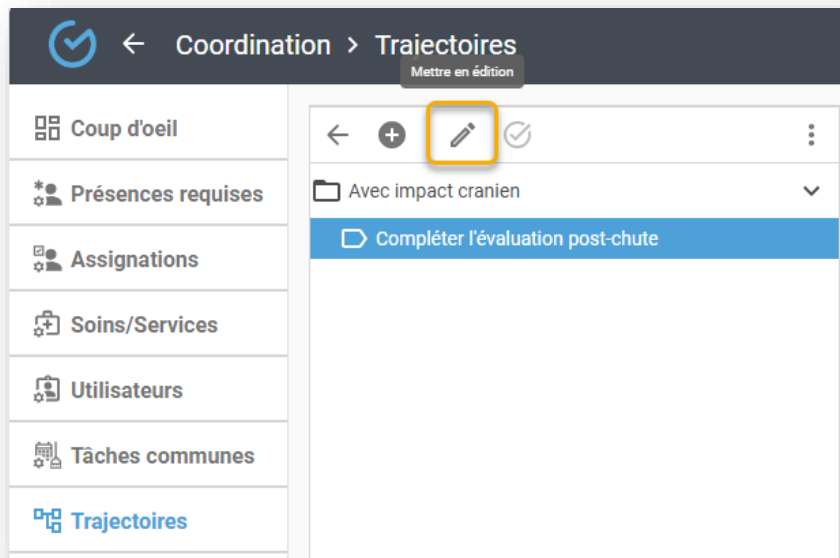 Coordination > Trajectoires
Mettre en édition
Coup d'oeil
Présences requises
Assignations
Soins/Services
Utilisateurs
Tâches communes
Trajectoires
Avec impact cranien
Compléter l'évaluation post-chute